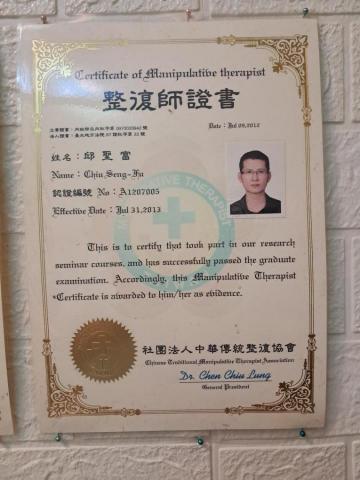 Certificate of Manipulative therapist
整復師證書
Date : Jul 09,2012
姓名：邱聖富
Name : Chiu,Seng-Fu
認證編號 No : A1207005
Effective Date : Jul 31,2013
This is to certify that took part in our research
seminar courses, and has successfully passed the graduate
examination. Accordingly, this Manipulative Therapist
Certificate is awarded to him/her as evidence.
社團法人中華傳統整復協會
Chinese Traditional Manipulative Therapist Association
Dr. Chen Chiu Lung
General President